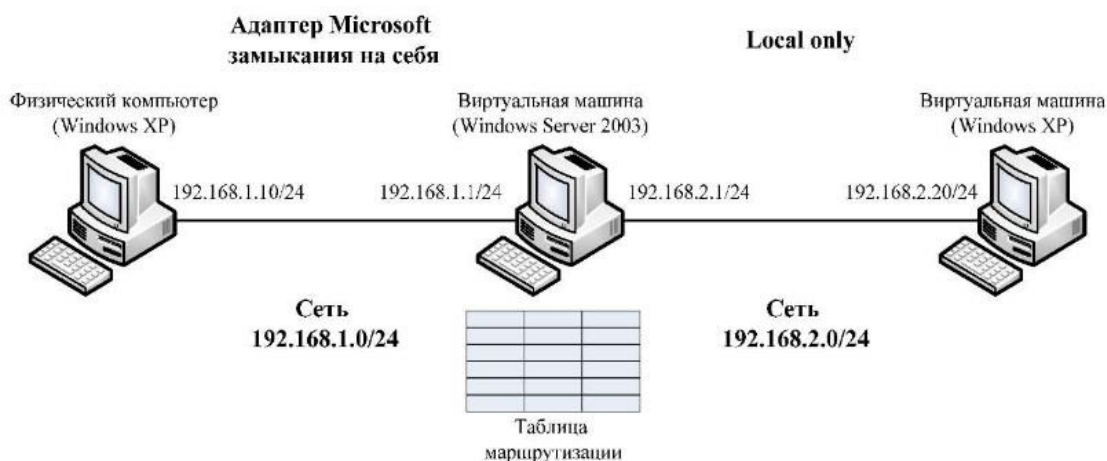 Адаптер Microsoft
замыкания на себя
Local only
Физический компьютер
(Windows XP)
Виртуальная машина
(Windows Server 2003)
Виртуальная машина
(Windows XP)
192.168.1.10/24
192.168.1.1/24
192.168.2.1/24
192.168.2.20/24
Сеть
192.168.1.0/24
Сеть
192.168.2.0/24
Таблица
маршрутизации